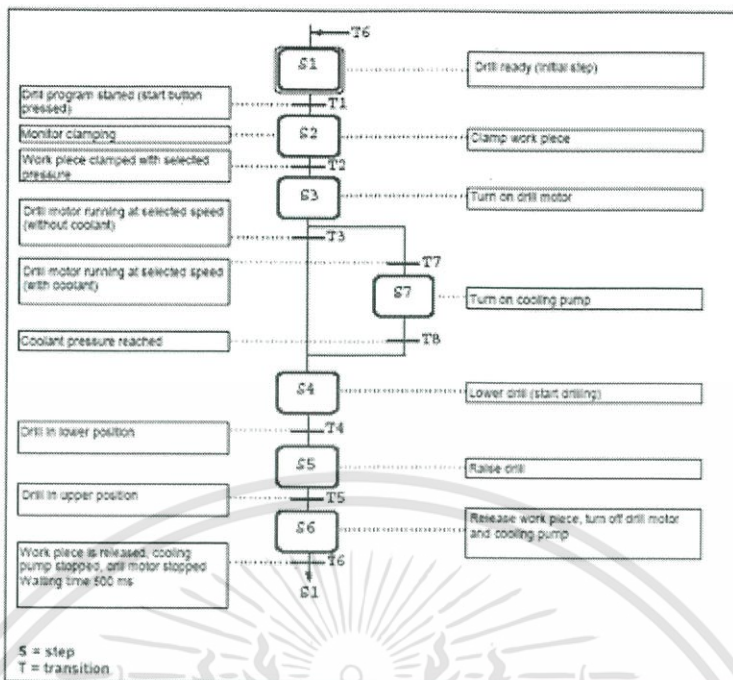 T6
S1
Drill ready (initial step)
Drill program started (start button
pressed)
T1
Monitor clamping
S2
Clamp work piece
Work piece clamped with selected
pressure
T2
S3
Turn on drill motor
Drill motor running at selected speed
(without coolant)
T3
Drill motor running at selected speed
(with coolant)
T7
S7
Turn on cooling pump
Coolant pressure reached
T8
S4
Lower drill (start drilling)
Drill in lower position
T4
S5
Raise drill
Drill in upper position
T5
S6
Release work piece, turn off drill motor
and cooling pump
Work piece is released, cooling
pump stopped, drill motor stopped
Waiting time 500 ms
T6
S1
S = step
T = transition